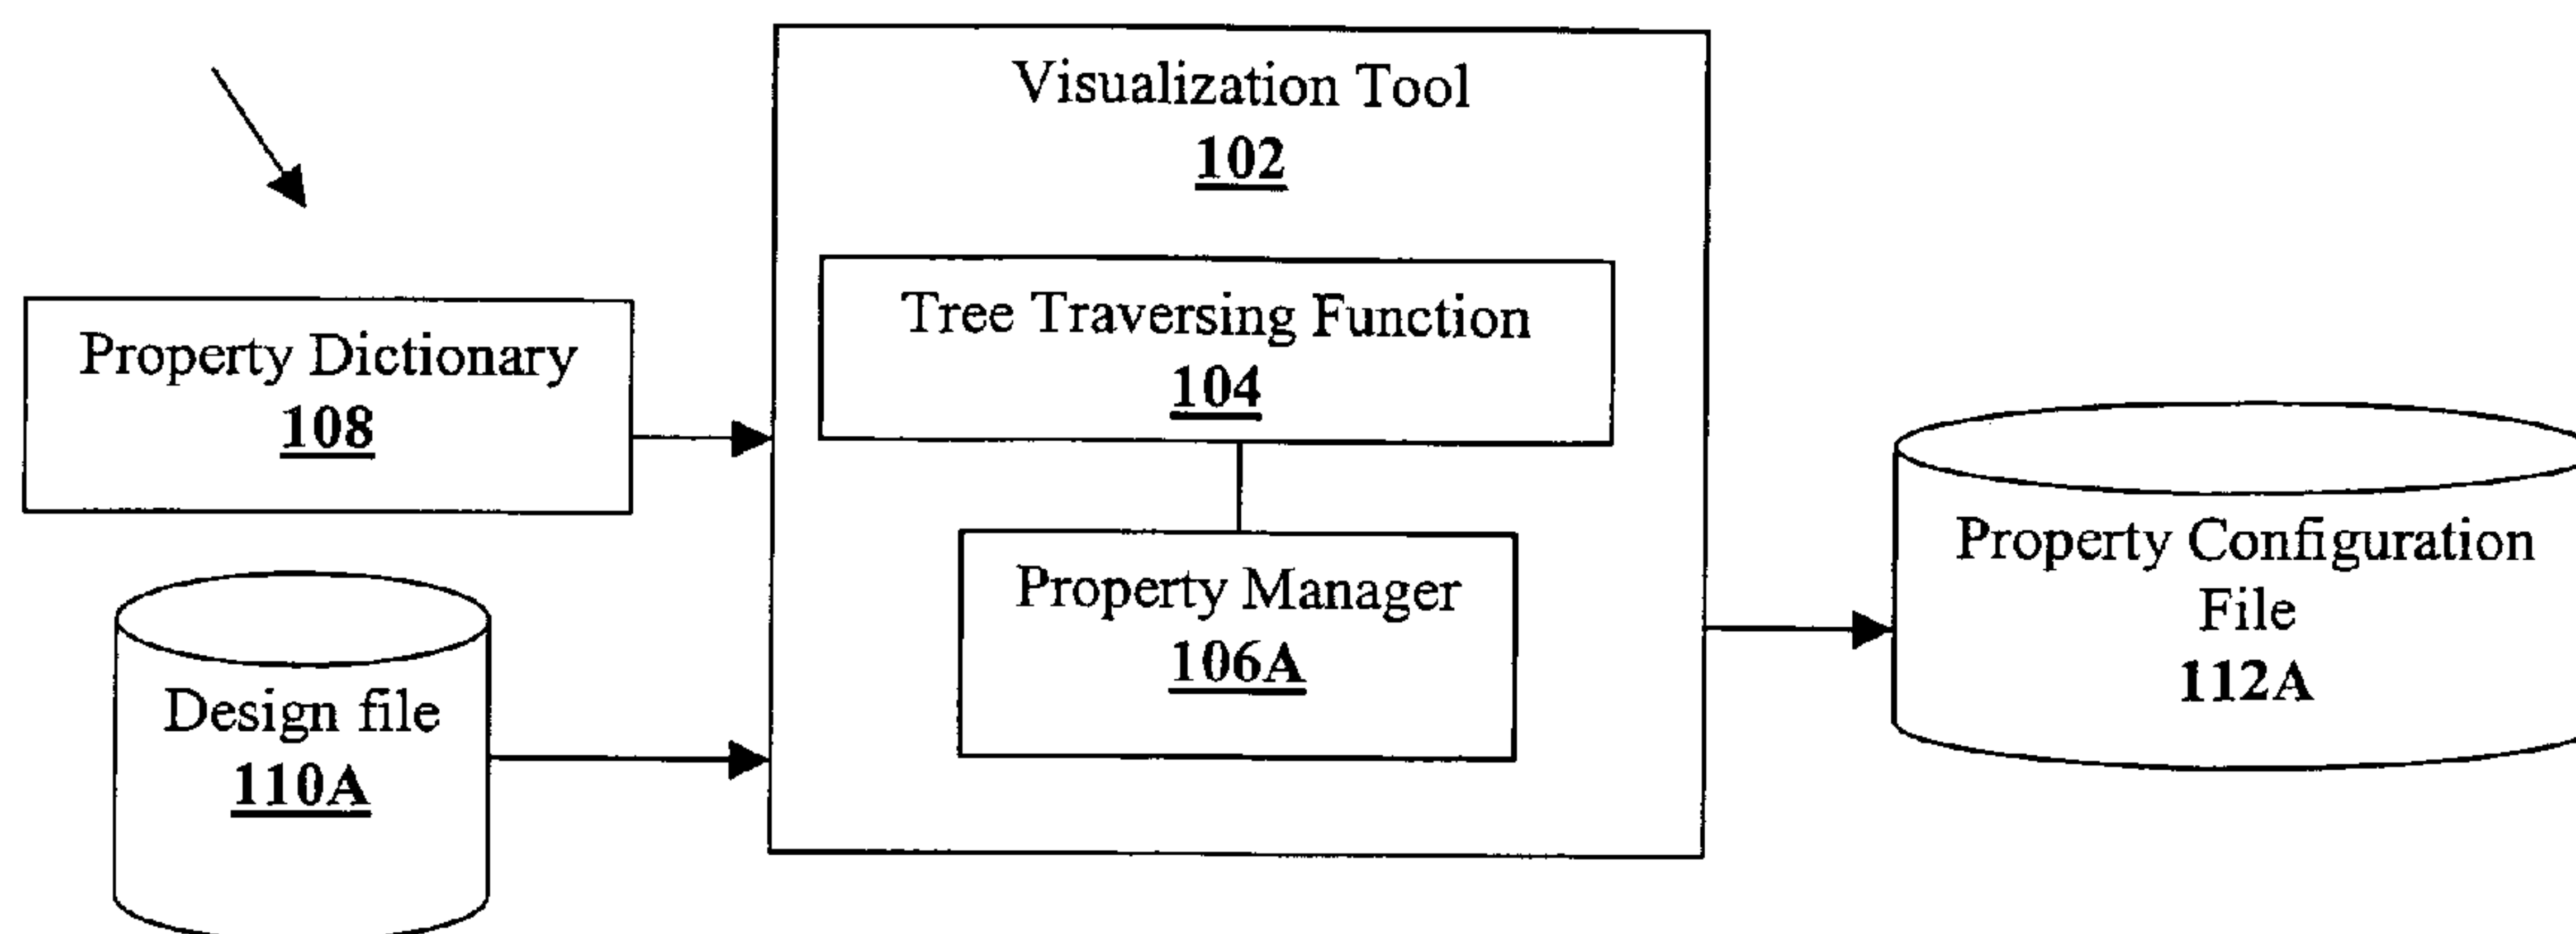 Visualization Tool
102
Tree Traversing Function
104
Property Manager
106A
Property Dictionary
108
Design file
110A
Property Configuration
File
112A